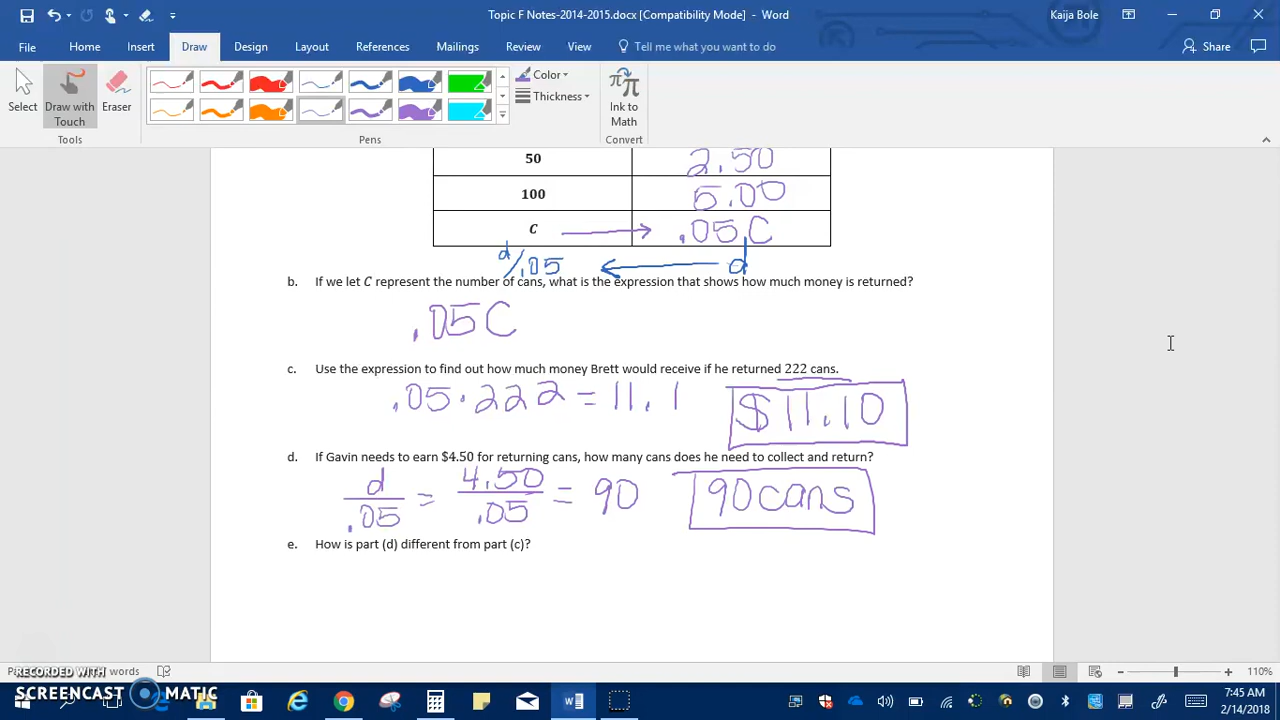 Topic F Notes-2014-2015.docx [Compatibility Mode] - Word
Kaija Bole
File Home Insert Draw Design Layout References Mailings Review View Tell me what you want to do Share
Select Draw with Touch Eraser
Color
Thickness
Ink to Math
Tools Pens Convert
50 2.50
100 5.00
C .05C
d/.05 d
b. If we let C represent the number of cans, what is the expression that shows how much money is returned?
.05C
c. Use the expression to find out how much money Brett would receive if he returned 222 cans.
.05 · 222 = 11.1 $11.10
d. If Gavin needs to earn $4.50 for returning cans, how many cans does he need to collect and return?
d/.05 = 4.50/.05 = 90 90 cans
e. How is part (d) different from part (c)?
words 110%
RECORDED WITH
SCREENCAST MATIC
7:45 AM
2/14/2018